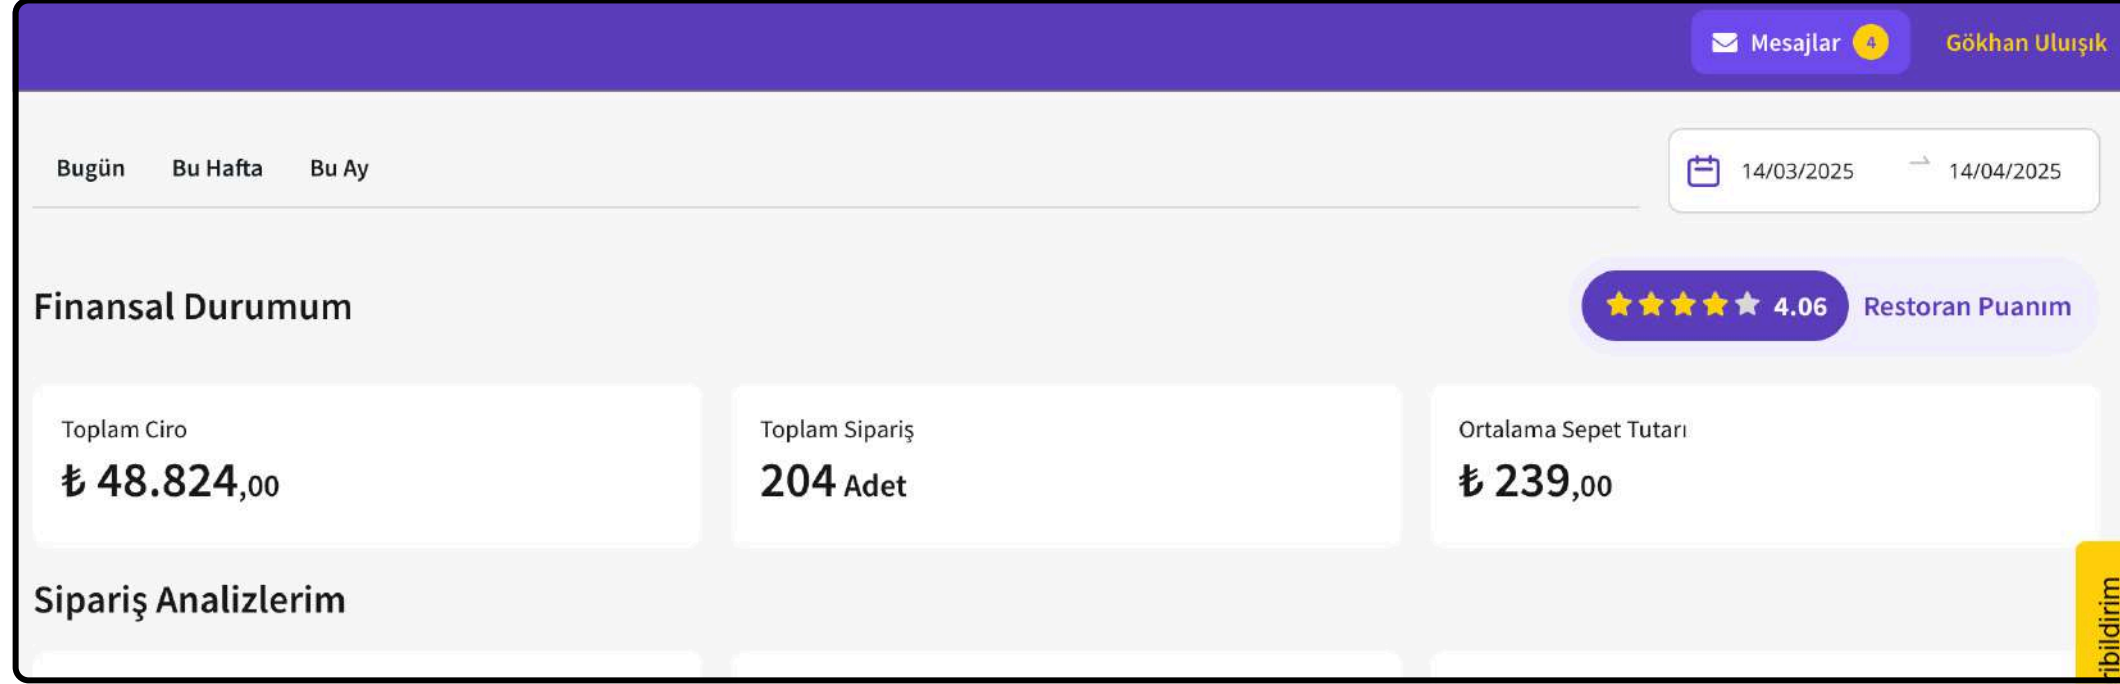 Mesajlar 4 Gökhan Uluışık
Bugün Bu Hafta Bu Ay
14/03/2025 14/04/2025
Finansal Durumum
4.06 Restoran Puanım
Toplam Ciro
₺ 48.824,00
Toplam Sipariş
204 Adet
Ortalama Sepet Tutarı
₺ 239,00
Sipariş Analizlerim
ribildirim